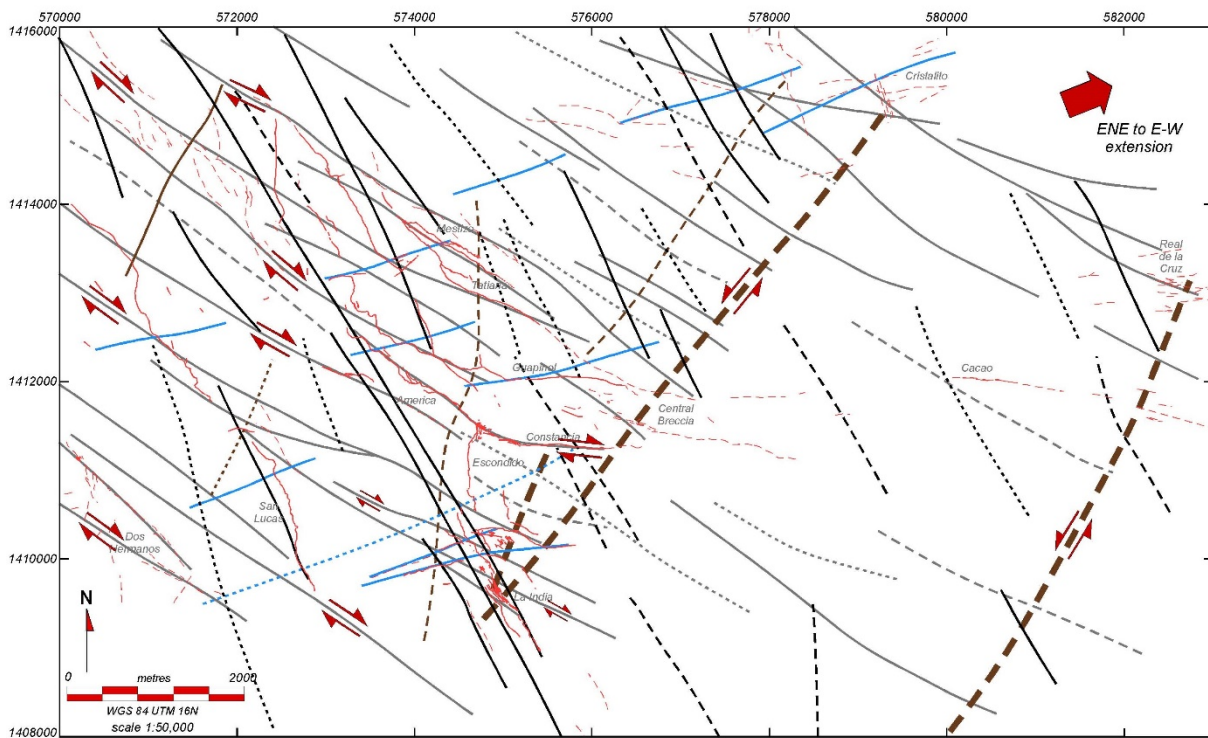 570000
572000
574000
576000
578000
580000
582000
1416000
Cristalito
ENE to E-W
extension
1414000
Mestizo
Real
de la
Cruz
Tatiana
1412000
Guapinol
Cacao
America
Central
Breccia
Constancia
Escondido
San
Lucas
Dos
Hermanos
1410000
La India
N
0 metres 2000
WGS 84 UTM 16N
scale 1:50,000
1408000